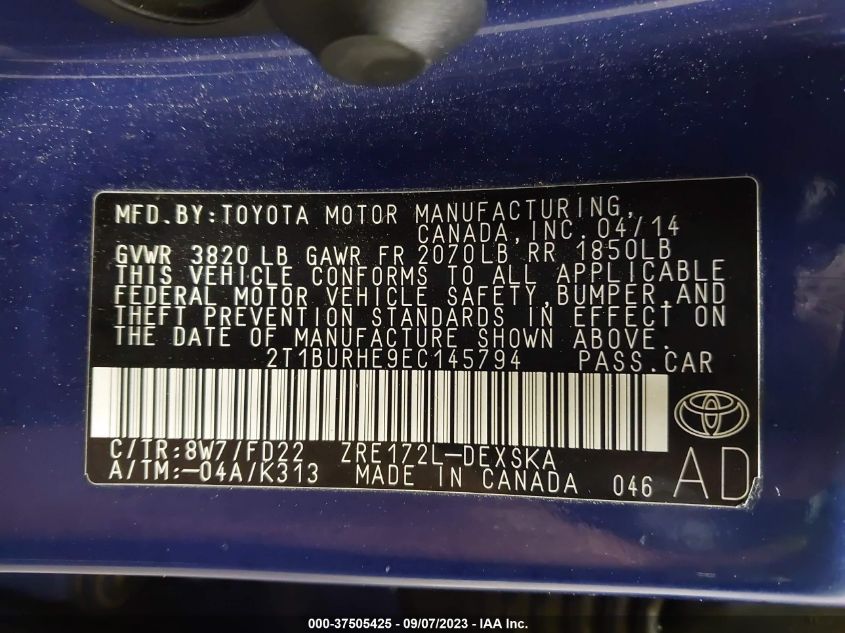 MFD.BY:TOYOTA MOTOR MANUFACTURING,
CANADA,INC. 04/14
GVWR 3820 LB GAWR FR 2070LB RR 1850LB
THIS VEHICLE CONFORMS TO ALL APPLICABLE
FEDERAL MOTOR VEHICLE SAFETY,BUMPER,AND
THEFT PREVENTION STANDARDS IN EFFECT ON
THE DATE OF MANUFACTURE SHOWN ABOVE.
2T1BURHE9EC145794 PASS.CAR
C/TR:8W7/FD22 ZRE172L-DEXSKA
A/TM:-04A/K313 MADE IN CANADA 046 AD
000-37505425 - 09/07/2023 - IAA Inc.